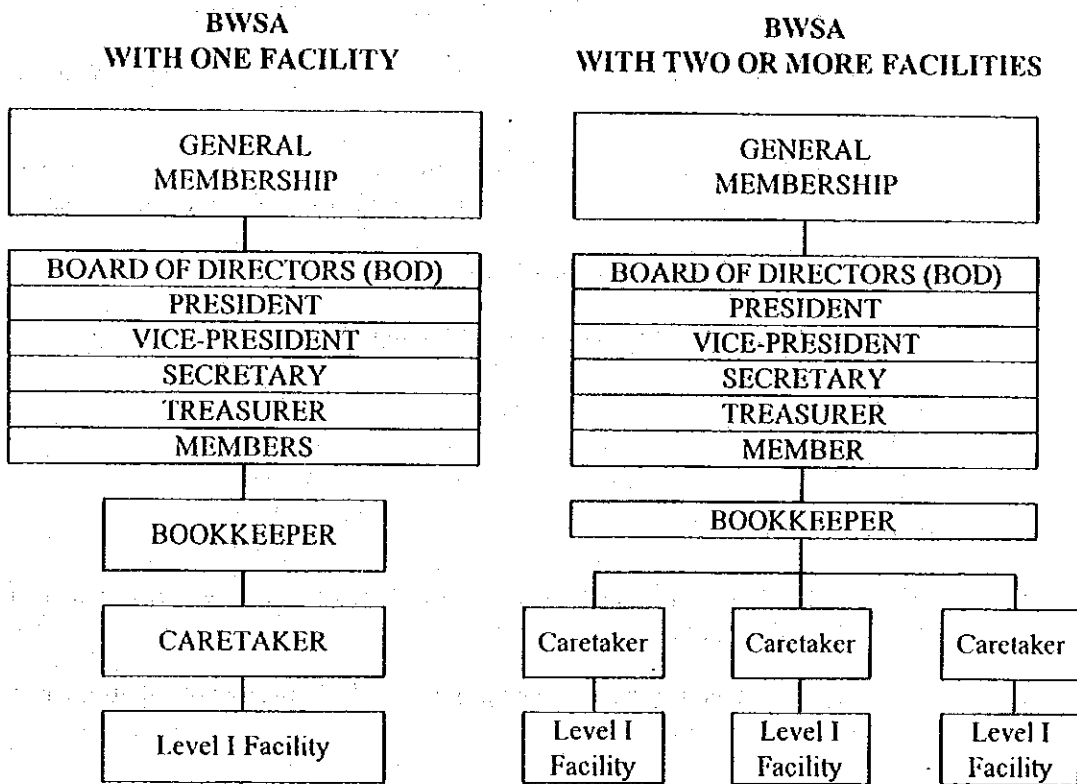 BWSA
WITH ONE FACILITY
GENERAL
MEMBERSHIP
BOARD OF DIRECTORS (BOD)
PRESIDENT
VICE-PRESIDENT
SECRETARY
TREASURER
MEMBERS
BOOKKEEPER
CARETAKER
Level I Facility
BWSA
WITH TWO OR MORE FACILITIES
GENERAL
MEMBERSHIP
BOARD OF DIRECTORS (BOD)
PRESIDENT
VICE-PRESIDENT
SECRETARY
TREASURER
MEMBER
BOOKKEEPER
Caretaker
Caretaker
Caretaker
Level I
Facility
Level I
Facility
Level I
Facility